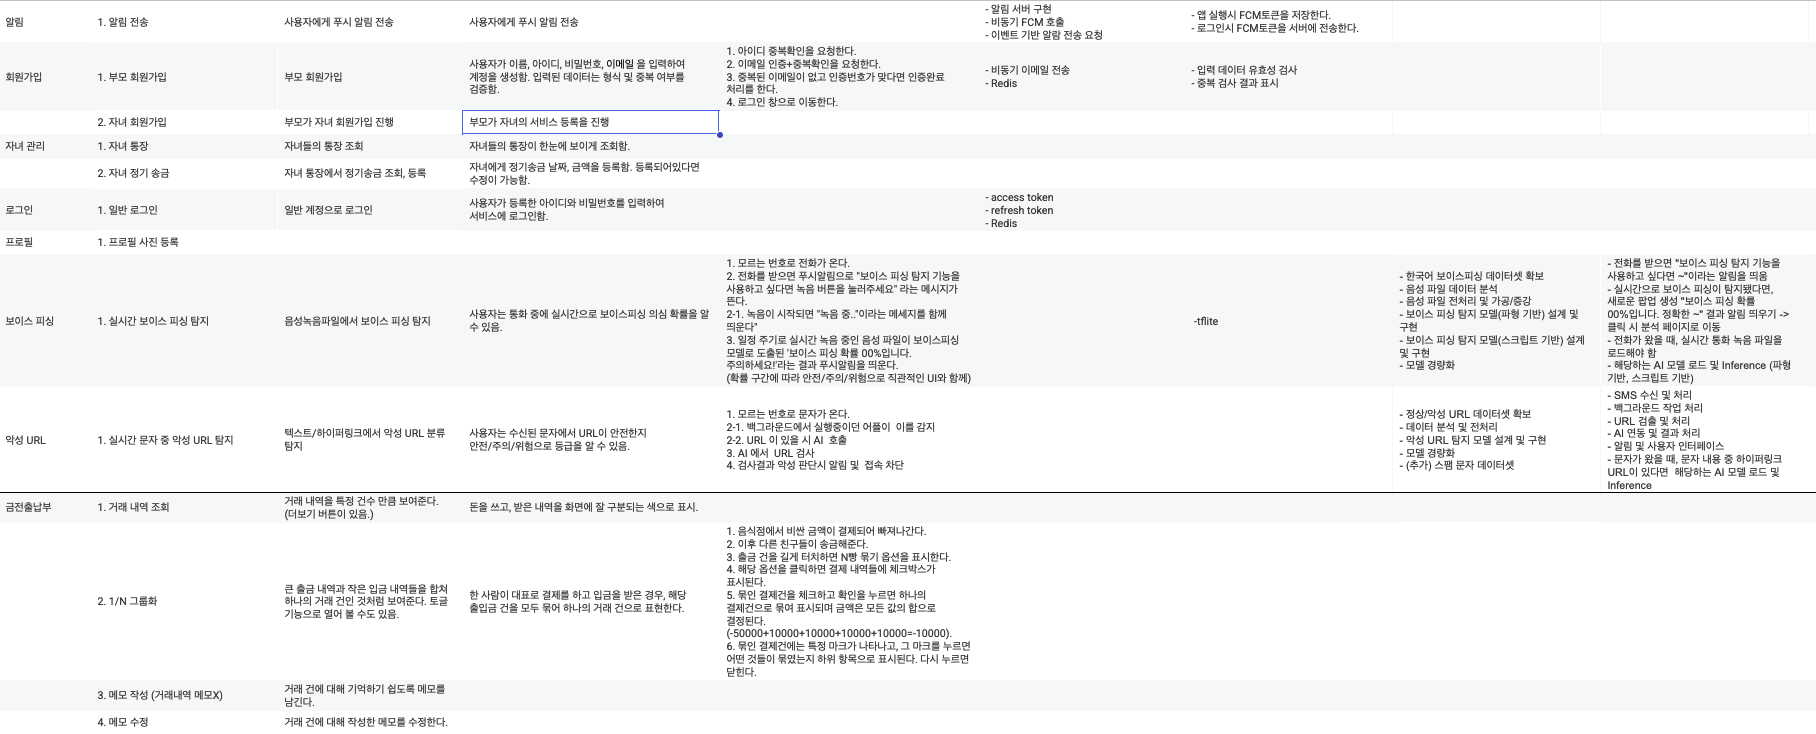 알림
1. 알림 전송
사용자에게 푸시 알림 전송
사용자에게 푸시 알림 전송
- 알림 서버 구현
- 비동기 FCM 호출
- 이벤트 기반 알람 전송 요청
- 앱 실행시 FCM토큰을 저장한다.
- 로그인시 FCM토큰을 서버에 전송한다.
회원가입
1. 부모 회원가입
부모 회원가입
사용자가 이름, 아이디, 비밀번호, 이메일 을 입력하여
계정을 생성함. 입력된 데이터는 형식 및 중복 여부를
검증함.
1. 아이디 중복확인을 요청한다.
2. 이메일 인증+중복확인을 요청한다.
3. 중복된 이메일이 없고 인증번호가 맞다면 인증완료
처리를 한다.
4. 로그인 창으로 이동한다.
- 비동기 이메일 전송
- Redis
- 입력 데이터 유효성 검사
- 중복 검사 결과 표시
2. 자녀 회원가입
부모가 자녀 회원가입 진행
부모가 자녀의 서비스 등록을 진행
자녀 관리
1. 자녀 통장
자녀들의 통장 조회
자녀들의 통장이 한눈에 보이게 조회함.
2. 자녀 정기 송금
자녀 통장에서 정기송금 조회, 등록
자녀에게 정기송금 날짜, 금액을 등록함. 등록되어있다면
수정이 가능함.
로그인
1. 일반 로그인
일반 계정으로 로그인
사용자가 등록한 아이디와 비밀번호를 입력하여
서비스에 로그인함.
- access token
- refresh token
- Redis
프로필
1. 프로필 사진 등록
보이스 피싱
1. 실시간 보이스 피싱 탐지
음성녹음파일에서 보이스 피싱 탐지
사용자는 통화 중에 실시간으로 보이스피싱 의심 확률을 알
수 있음.
1. 모르는 번호로 전화가 온다.
2. 전화를 받으면 푸시알림으로 "보이스 피싱 탐지 기능을
사용하고 싶다면 녹음 버튼을 눌러주세요" 라는 메시지가
뜬다.
2-1. 녹음이 시작되면 "녹음 중.."이라는 메세지를 함께
띄운다"
3. 일정 주기로 실시간 녹음 중인 음성 파일이 보이스피싱
모델로 도출된 '보이스 피싱 확률 00%입니다.
주의하세요!'라는 결과 푸시알림을 띄운다.
(확률 구간에 따라 안전/주의/위험으로 직관적인 UI와 함께)
-tflite
- 한국어 보이스피싱 데이터셋 확보
- 음성 파일 데이터 분석
- 음성 파일 전처리 및 가공/증강
- 보이스 피싱 탐지 모델(파형 기반) 설계 및
구현
- 보이스 피싱 탐지 모델(스크립트 기반) 설계
및 구현
- 모델 경량화
- 전화를 받으면 "보이스 피싱 탐지 기능을
사용하고 싶다면 ~"이라는 알림을 띄움
- 실시간으로 보이스 피싱이 탐지됐다면,
새로운 팝업 생성 "보이스 피싱 확률
00%입니다. 정확한 ~" 결과 알림 띄우기 ->
클릭 시 분석 페이지로 이동
- 전화가 왔을 때, 실시간 통화 녹음 파일을
로드해야 함
- 해당하는 AI 모델 로드 및 Inference (파형
기반, 스크립트 기반)
악성 URL
1. 실시간 문자 중 악성 URL 탐지
텍스트/하이퍼링크에서 악성 URL 분류
탐지
사용자는 수신된 문자에서 URL이 안전한지
안전/주의/위험으로 등급을 알 수 있음.
1. 모르는 번호로 문자가 온다.
2-1. 백그라운드에서 실행중이던 어플이 이를 감지
2-2. URL 이 있을 시 AI 호출
3. AI 에서 URL 검사
4. 검사결과 악성 판단시 알림 및 접속 차단
- 정상/악성 URL 데이터셋 확보
- 데이터 분석 및 전처리
- 악성 URL 탐지 모델 설계 및 구현
- 모델 경량화
- (추가) 스팸 문자 데이터셋
- SMS 수신 및 처리
- 백그라운드 작업 처리
- URL 검출 및 처리
- AI 연동 및 결과 처리
- 알림 및 사용자 인터페이스
- 문자가 왔을 때, 문자 내용 중 하이퍼링크
URL이 있다면 해당하는 AI 모델 로드 및
Inference
금전출납부
1. 거래 내역 조회
거래 내역을 특정 건수 만큼 보여준다.
(더보기 버튼이 있음.)
돈을 쓰고, 받은 내역을 화면에 잘 구분되는 색으로 표시.
2. 1/N 그룹화
큰 출금 내역과 작은 입금 내역들을 합쳐
하나의 거래 건인 것처럼 보여준다. 토글
기능으로 열어 볼 수도 있음.
한 사람이 대표로 결제를 하고 입금을 받은 경우, 해당
출입금 건을 모두 묶어 하나의 거래 건으로 표현한다.
1. 음식점에서 비싼 금액이 결제되어 빠져나간다.
2. 이후 다른 친구들이 송금해준다.
3. 출금 건을 길게 터치하면 N빵 묶기 옵션을 표시한다.
4. 해당 옵션을 클릭하면 결제 내역들에 체크박스가
표시된다.
5. 묶인 결제건을 체크하고 확인을 누르면 하나의
결제건으로 묶여 표시되며 금액은 모든 값의 합으로
결정된다.
(-50000+10000+10000+10000+10000=-10000).
6. 묶인 결제건에는 특정 마크가 나타나고, 그 마크를 누르면
어떤 것들이 묶였는지 하위 항목으로 표시된다. 다시 누르면
닫힌다.
3. 메모 작성 (거래내역 메모X)
거래 건에 대해 기억하기 쉽도록 메모를
남긴다.
4. 메모 수정
거래 건에 대해 작성한 메모를 수정한다.